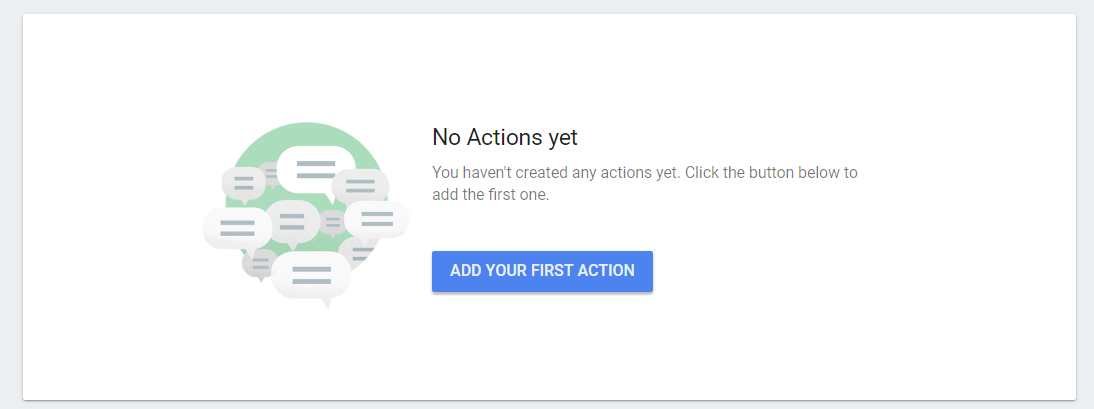 No Actions yet
You haven't created any actions yet. Click the button below to
add the first one.
ADD YOUR FIRST ACTION